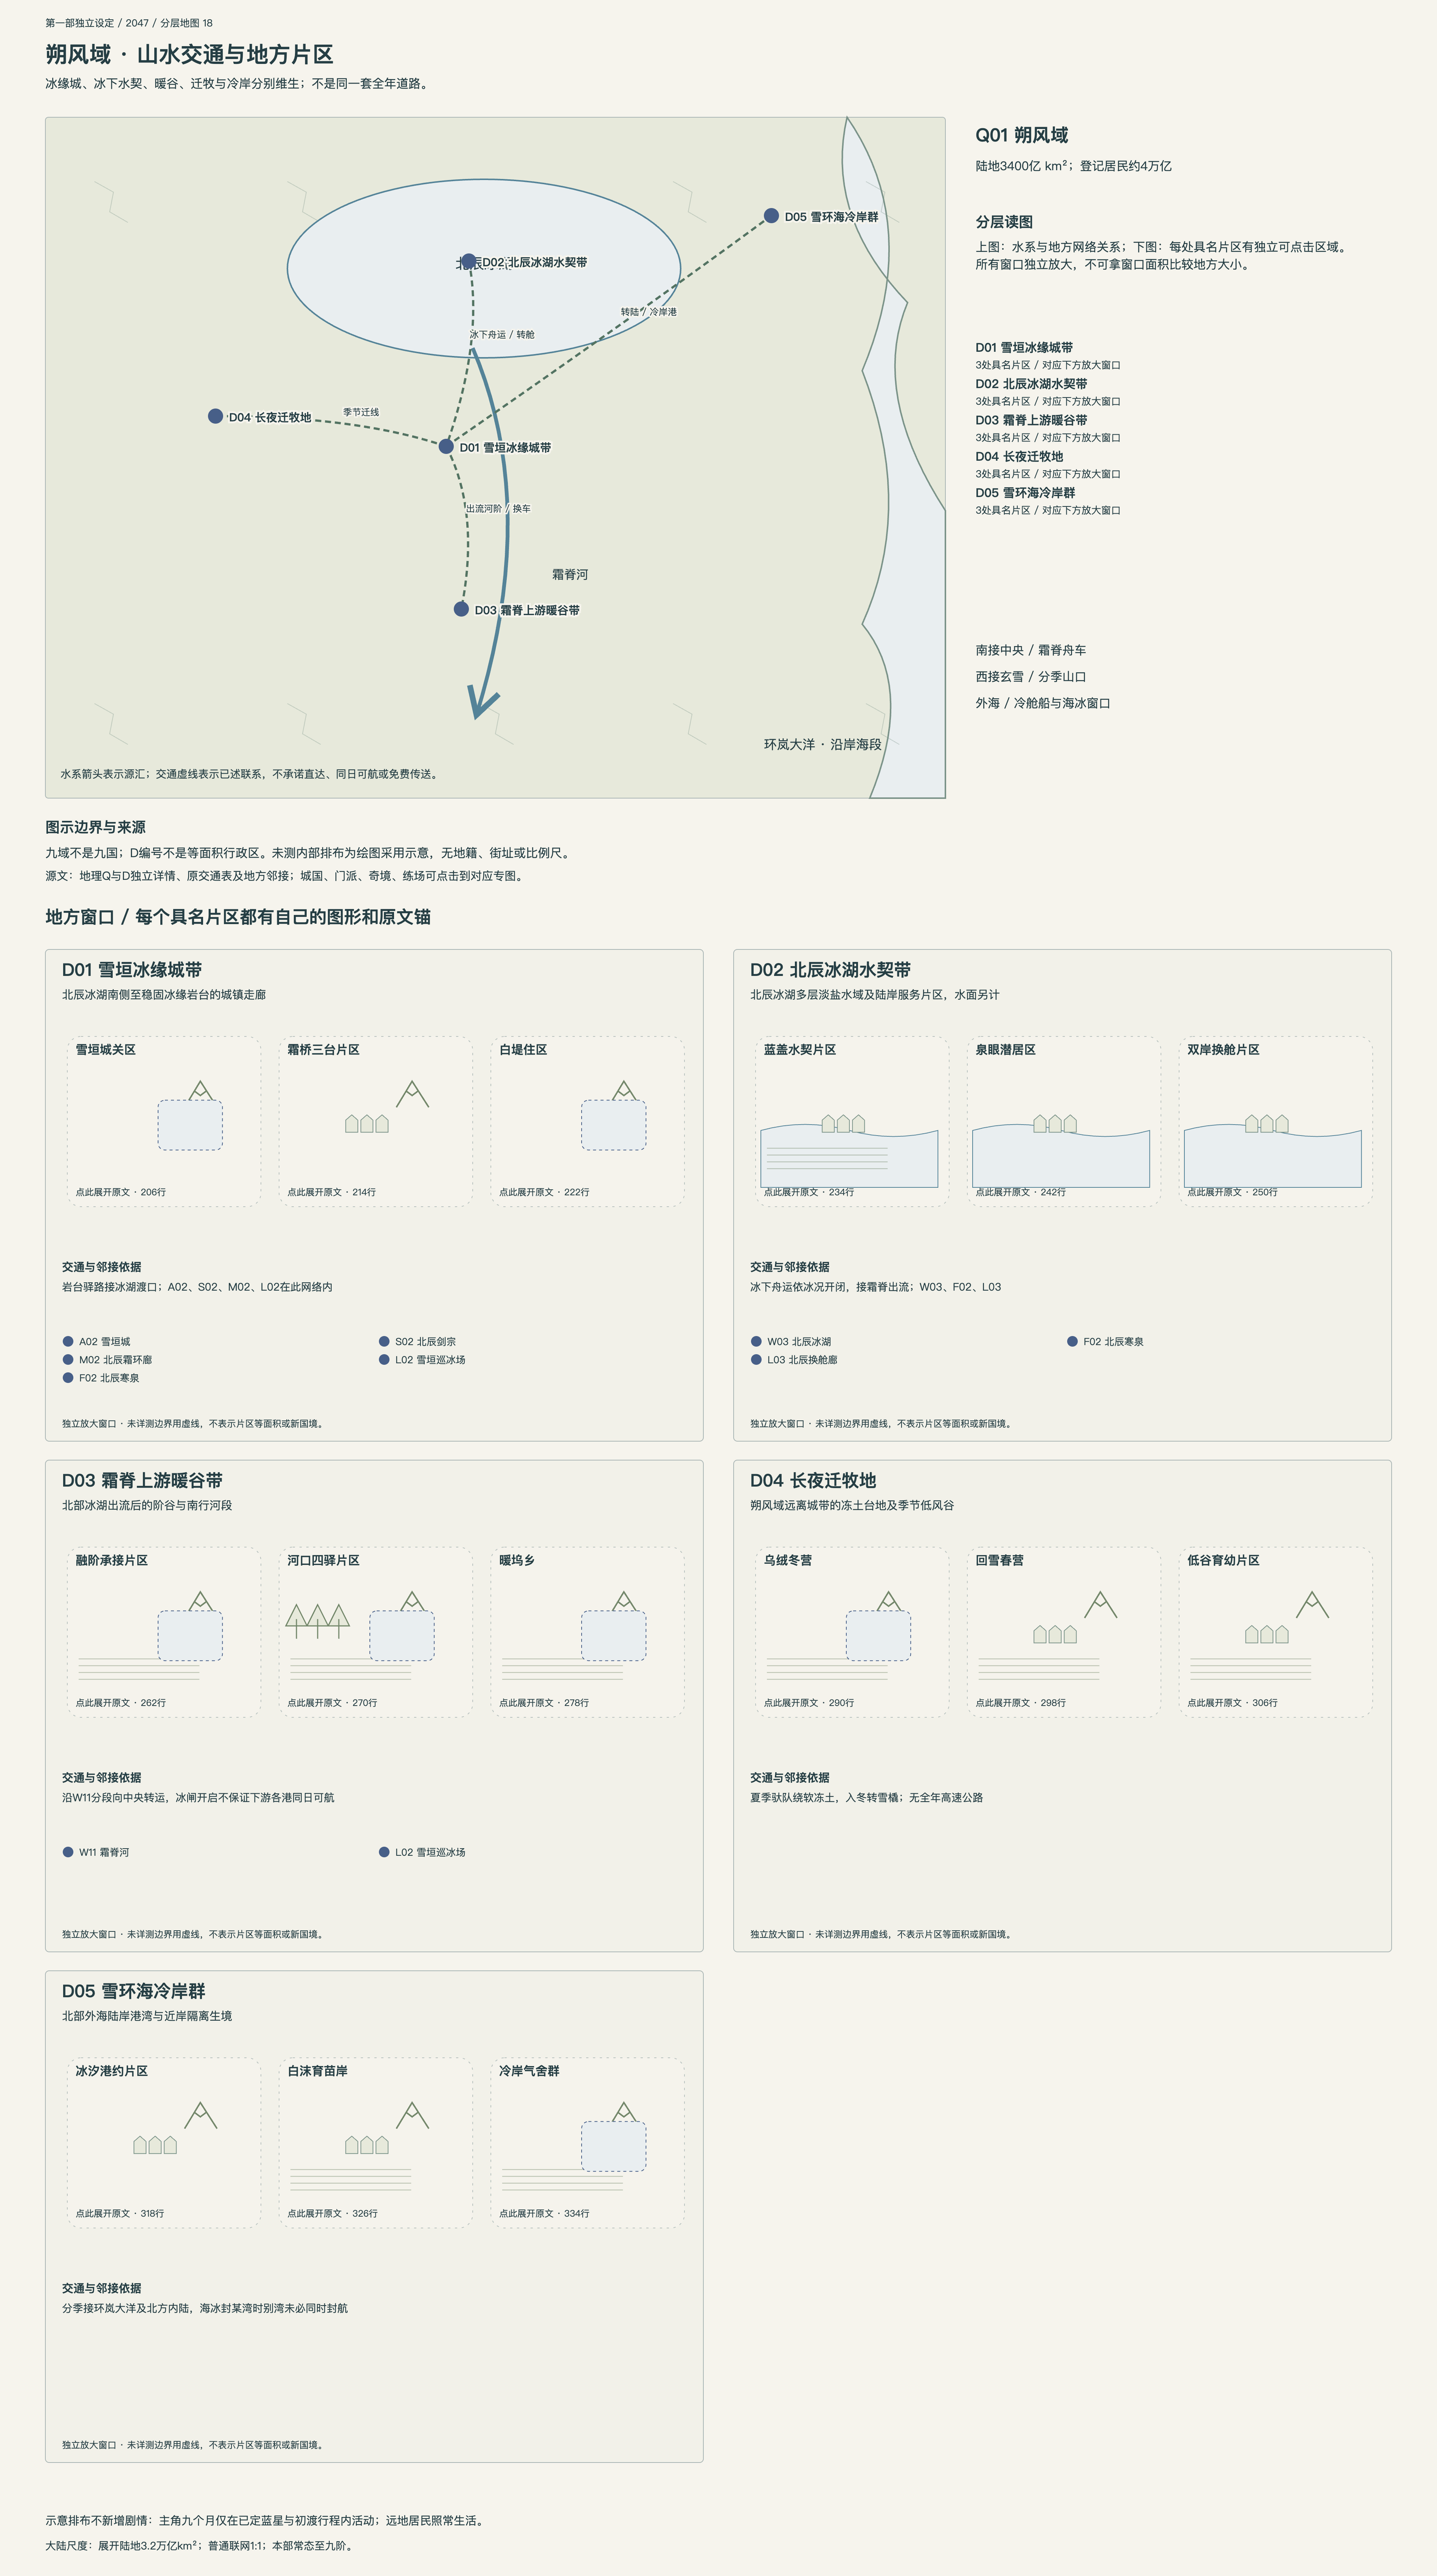 第一部独立设定 / 2047 / 分层地图 18
朔风域 · 山水交通与地方片区
冰缘城、冰下水契、暖谷、迁牧与冷岸分别维生；不是同一套全年道路。
D05 雪环海冷岸群
D02 北辰冰湖水契带
转陆 / 冷岸港
冰下舟运 / 转舱
D04 长夜迁牧地
季节迁线
D01 雪垣冰缘城带
出流河阶 / 换车
霜脊河
D03 霜脊上游暖谷带
环岚大洋 · 沿岸海段
水系箭头表示源汇；交通虚线表示已述联系，不承诺直达、同日可航或免费传送。
Q01 朔风域
陆地3400亿 km²；登记居民约4万亿
分层读图
上图：水系与地方网络关系；下图：每处具名片区有独立可点击区域。
所有窗口独立放大，不可拿窗口面积比较地方大小。
D01 雪垣冰缘城带
3处具名片区 / 对应下方放大窗口
D02 北辰冰湖水契带
3处具名片区 / 对应下方放大窗口
D03 霜脊上游暖谷带
3处具名片区 / 对应下方放大窗口
D04 长夜迁牧地
3处具名片区 / 对应下方放大窗口
D05 雪环海冷岸群
3处具名片区 / 对应下方放大窗口
南接中央 / 霜脊舟车
西接玄雪 / 分季山口
外海 / 冷舱船与海冰窗口
图示边界与来源
九域不是九国；D编号不是等面积行政区。未测内部排布为绘图采用示意，无地籍、街址或比例尺。
源文：地理Q与D独立详情、原交通表及地方邻接；城国、门派、奇境、练场可点击到对应专图。
地方窗口 / 每个具名片区都有自己的图形和原文锚
D01 雪垣冰缘城带
北辰冰湖南侧至稳固冰缘岩台的城镇走廊
雪垣城关区
霜桥三台片区
白堤住区
点此展开原文 · 206行
点此展开原文 · 214行
点此展开原文 · 222行
交通与邻接依据
岩台驿路接冰湖渡口；A02、S02、M02、L02在此网络内
A02 雪垣城
S02 北辰剑宗
M02 北辰霜环廊
L02 雪垣巡冰场
F02 北辰寒泉
独立放大窗口 · 未详测边界用虚线，不表示片区等面积或新国境。
D02 北辰冰湖水契带
北辰冰湖多层淡盐水域及陆岸服务片区，水面另计
蓝盖水契片区
泉眼潜居区
双岸换舱片区
点此展开原文 · 234行
点此展开原文 · 242行
点此展开原文 · 250行
交通与邻接依据
冰下舟运依冰况开闭，接霜脊出流；W03、F02、L03
W03 北辰冰湖
F02 北辰寒泉
L03 北辰换舱廊
独立放大窗口 · 未详测边界用虚线，不表示片区等面积或新国境。
D03 霜脊上游暖谷带
北部冰湖出流后的阶谷与南行河段
融阶承接片区
河口四驿片区
暖坞乡
点此展开原文 · 262行
点此展开原文 · 270行
点此展开原文 · 278行
交通与邻接依据
沿W11分段向中央转运，冰闸开启不保证下游各港同日可航
W11 霜脊河
L02 雪垣巡冰场
独立放大窗口 · 未详测边界用虚线，不表示片区等面积或新国境。
D04 长夜迁牧地
朔风域远离城带的冻土台地及季节低风谷
乌绒冬营
回雪春营
低谷育幼片区
点此展开原文 · 290行
点此展开原文 · 298行
点此展开原文 · 306行
交通与邻接依据
夏季驮队绕软冻土，入冬转雪橇；无全年高速公路
独立放大窗口 · 未详测边界用虚线，不表示片区等面积或新国境。
D05 雪环海冷岸群
北部外海陆岸港湾与近岸隔离生境
冰汐港约片区
白沫育苗岸
冷岸气舍群
点此展开原文 · 318行
点此展开原文 · 326行
点此展开原文 · 334行
交通与邻接依据
分季接环岚大洋及北方内陆，海冰封某湾时别湾未必同时封航
独立放大窗口 · 未详测边界用虚线，不表示片区等面积或新国境。
示意排布不新增剧情：主角九个月仅在已定蓝星与初渡行程内活动；远地居民照常生活。
大陆尺度：展开陆地3.2万亿km²；普通联网1:1；本部常态至九阶。